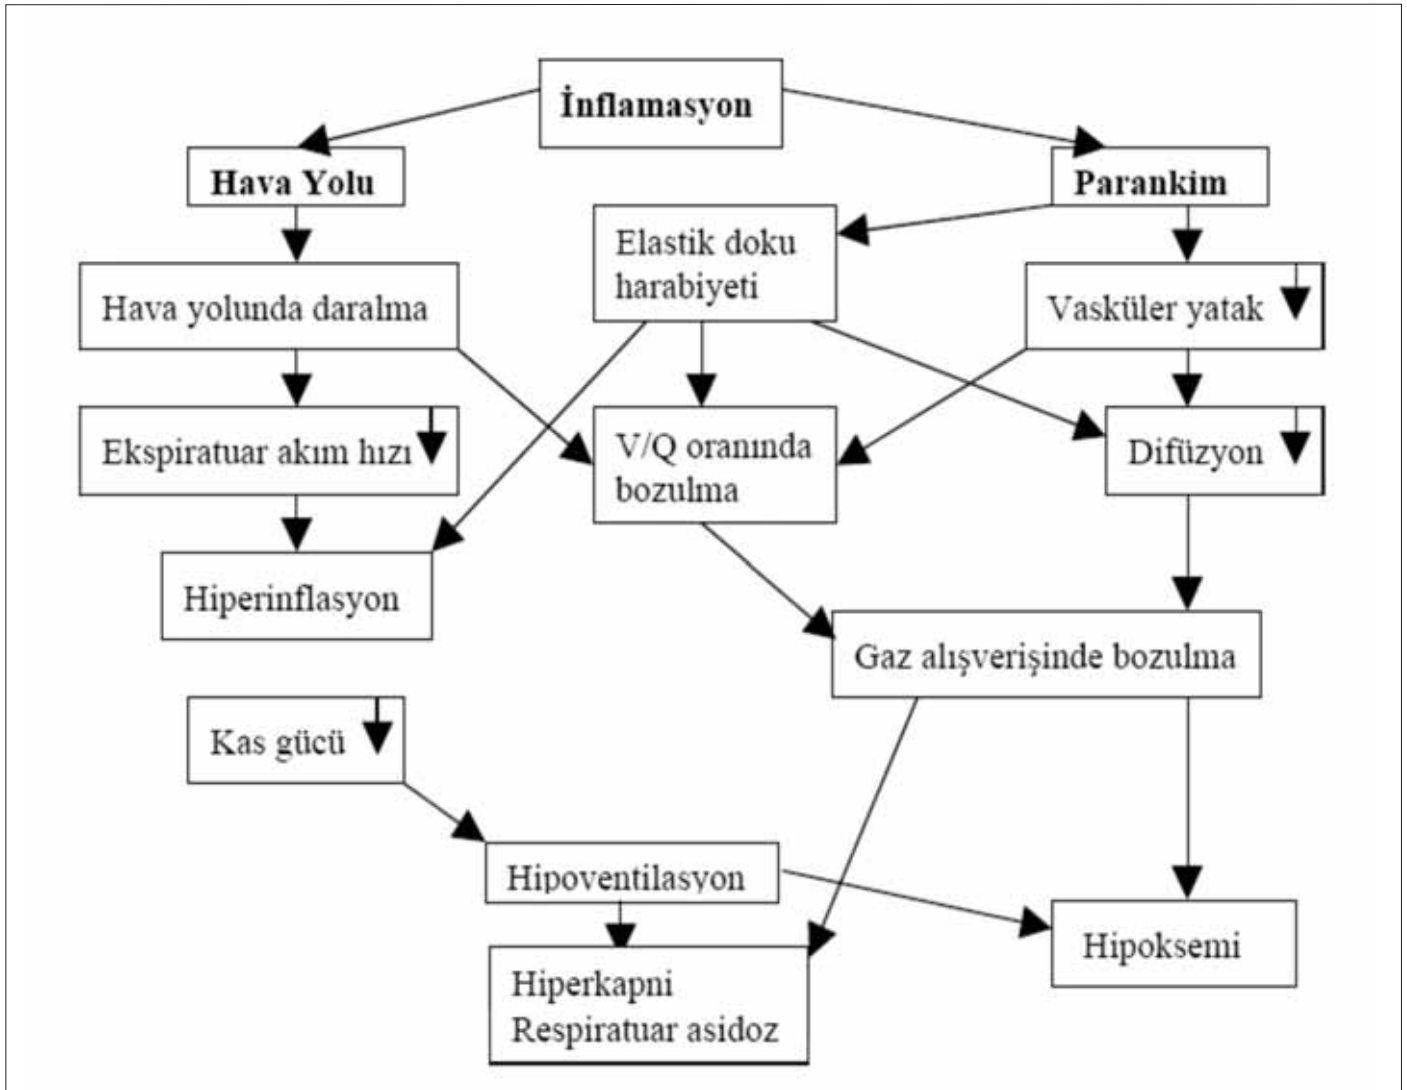 İnflamasyon
Hava Yolu
Parankim
Elastik doku
harabiyeti
Hava yolunda daralma
Vasküler yatak
Ekspiratuar akım hızı
V/Q oranında
bozulma
Difüzyon
Hiperinflasyon
Gaz alışverişinde bozulma
Kas gücü
Hipoventilasyon
Hipoksemi
Hiperkapni
Respiratuar asidoz